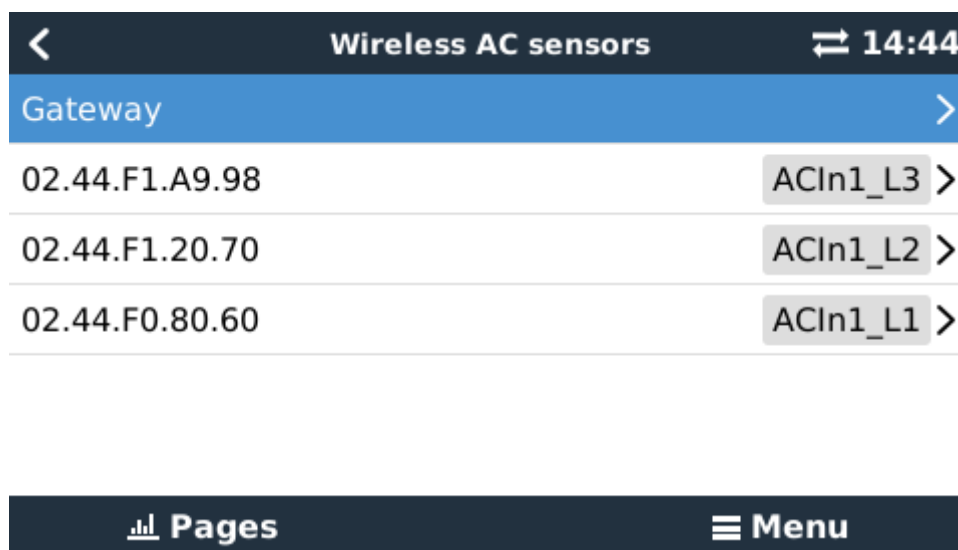 Wireless AC sensors 14:44
Gateway
02.44.F1.A9.98 ACIn1_L3
02.44.F1.20.70 ACIn1_L2
02.44.F0.80.60 ACIn1_L1
Pages Menu